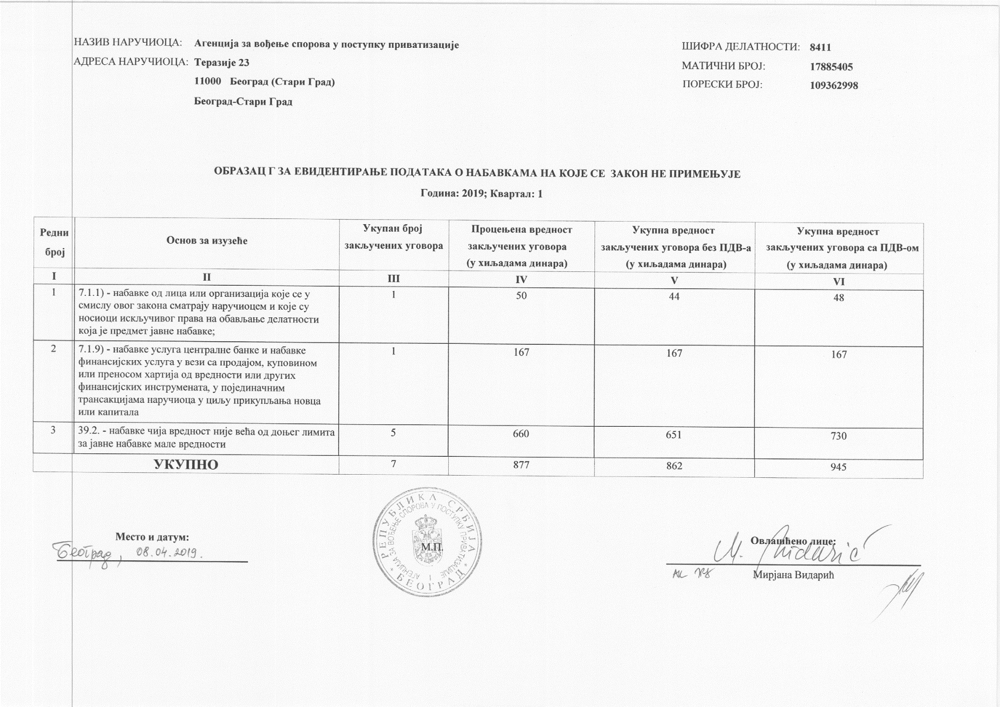 НАЗИВ НАРУЧИОЦА: Агенција за вођење спорова у поступку приватизације
АДРЕСА НАРУЧИОЦА: Теразије 23
11000 Београд (Стари Град)
Београд-Стари Град
ШИФРА ДЕЛАТНОСТИ: 8411
МАТИЧНИ БРОЈ: 17885405
ПОРЕСКИ БРОЈ: 109362998
ОБРАЗАЦ Г ЗА ЕВИДЕНТИРАЊЕ ПОДАТАКА О НАБАВКАМА НА КОЈЕ СЕ ЗАКОН НЕ ПРИМЕЊУЈЕ
Година: 2019; Квартал: 1
Редни
број
Основ за изузеће
Укупан број
закључених уговора
Процењена вредност
закључених уговора
(у хиљадама динара)
Укупна вредност
закључених уговора без ПДВ-а
(у хиљадама динара)
Укупна вредност
закључених уговора са ПДВ-ом
(у хиљадама динара)
I II III IV V VI
1
7.1.1) - набавке од лица или организација које се у
смислу овог закона сматрају наручиоцем и које су
носиоци искључивог права на обављање делатности
која је предмет јавне набавке;
1 50 44 48
2
7.1.9) - набавке услуга централне банке и набавке
финансијских услуга у вези са продајом, куповином
или преносом хартија од вредности или других
финансијских инструмената, у појединачним
трансакцијама наручиоца у циљу прикупљања новца
или капитала
1 167 167 167
3
39.2. - набавке чија вредност није већа од доњег лимита
за јавне набавке мале вредности
5 660 651 730
УКУПНО 7 877 862 945
Место и датум:
Београд, 08.04.2019.
РЕПУБЛИКА СРБИЈА
АГЕНЦИЈА ЗА ВОЂЕЊЕ СПОРОВА У ПОСТУПКУ ПРИВАТИЗАЦИЈЕ
М.П.
I
* БЕОГРАД *
Овлашћено лице:
Мирјана Видарић